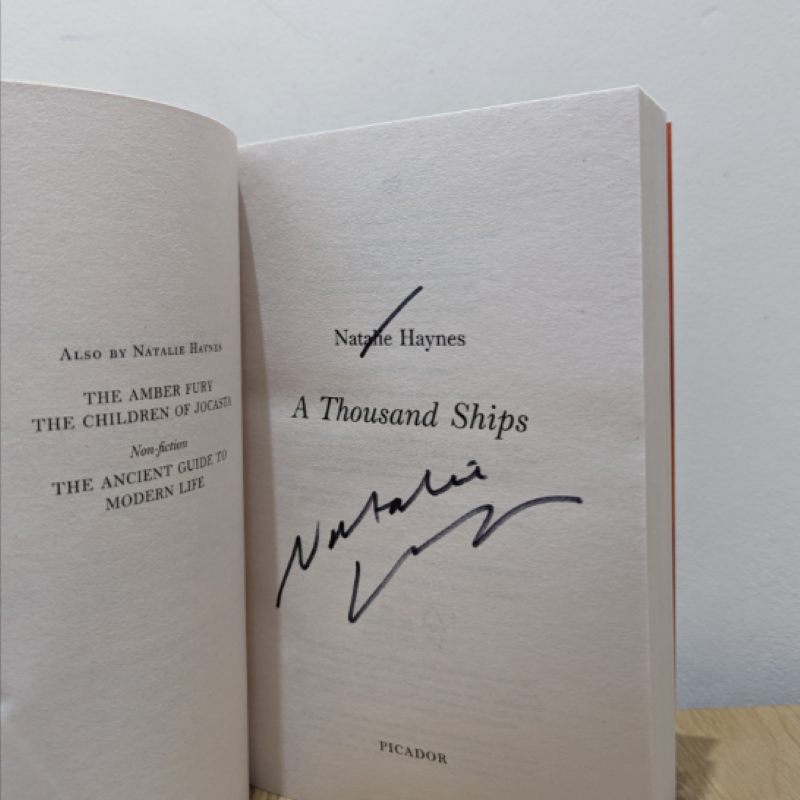 ALSO BY NATALIE HAYNES
THE AMBER FURY
THE CHILDREN OF JOCASTA
Non-fiction
THE ANCIENT GUIDE TO
MODERN LIFE
Natalie Haynes
A Thousand Ships
Natalie
PICADOR